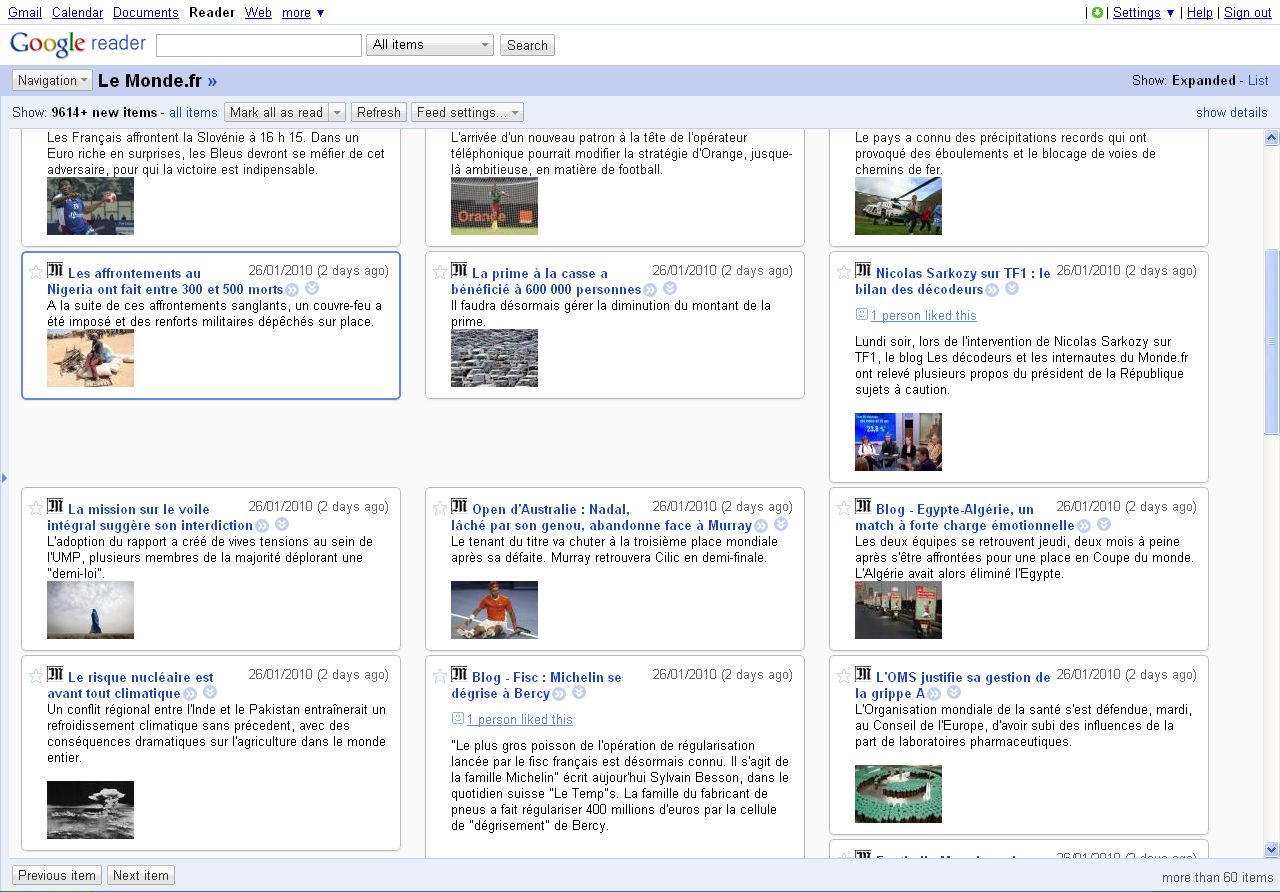 Gmail Calendar Documents Reader Web more ▼
| Settings ▼ | Help | Sign out
Google reader
All items
Search
Navigation
Le Monde.fr »
Show: Expanded - List
Show: 9614+ new items - all items
Mark all as read
Refresh
Feed settings...
show details
Les Français affrontent la Slovénie à 16 h 15. Dans un
Euro riche en surprises, les Bleus devront se méfier de cet
adversaire, pour qui la victoire est indispensable.
L'arrivée d'un nouveau patron à la tête de l'opérateur
téléphonique pourrait modifier la stratégie d'Orange, jusque-
là ambitieuse, en matière de football.
Orange
Le pays a connu des précipitations records qui ont
provoqué des éboulements et le blocage de voies de
chemins de fer.
Les affrontements au
26/01/2010 (2 days ago)
Nigeria ont fait entre 300 et 500 morts
A la suite de ces affrontements sanglants, un couvre-feu a
été imposé et des renforts militaires dépêchés sur place.
La prime à la casse a
26/01/2010 (2 days ago)
bénéficié à 600 000 personnes
Il faudra désormais gérer la diminution du montant de la
prime.
Nicolas Sarkozy sur TF1 : le
26/01/2010 (2 days ago)
bilan des décodeurs
1 person liked this
Lundi soir, lors de l'intervention de Nicolas Sarkozy sur
TF1, le blog Les décodeurs et les internautes du Monde.fr
ont relevé plusieurs propos du président de la République
sujets à caution.
La mission sur le voile
26/01/2010 (2 days ago)
intégral suggère son interdiction
L'adoption du rapport a créé de vives tensions au sein de
l'UMP, plusieurs membres de la majorité déplorant une
"demi-loi".
Open d'Australie : Nadal,
26/01/2010 (2 days ago)
lâché par son genou, abandonne face à Murray
Le tenant du titre va chuter à la troisième place mondiale
après sa défaite. Murray retrouvera Cilic en demi-finale.
Blog - Egypte-Algérie, un
26/01/2010 (2 days ago)
match à forte charge émotionnelle
Les deux équipes se retrouvent jeudi, deux mois à peine
après s'être affrontées pour une place en Coupe du monde.
L'Algérie avait alors éliminé l'Egypte.
Le risque nucléaire est
26/01/2010 (2 days ago)
avant tout climatique
Un conflit régional entre l'Inde et le Pakistan entraînerait un
refroidissement climatique sans précedent, avec des
conséquences dramatiques sur l'agriculture dans le monde
entier.
Blog - Fisc : Michelin se
26/01/2010 (2 days ago)
dégrise à Bercy
1 person liked this
"Le plus gros poisson de l'opération de régularisation
lancée par le fisc français est désormais connu. Il s'agit de
la famille Michelin" écrit aujourd'hui Sylvain Besson, dans le
quotidien suisse "Le Temp"s. La famille du fabricant de
pneus a fait régulariser 400 millions d'euros par la cellule
de "dégrisement" de Bercy.
L'OMS justifie sa gestion de
26/01/2010 (2 days ago)
la grippe A
L'Organisation mondiale de la santé s'est défendue, mardi,
au Conseil de l'Europe, d'avoir subi des influences de la
part de laboratoires pharmaceutiques.
26/01/2010 (2 days ago)
Previous item
Next item
more than 60 items